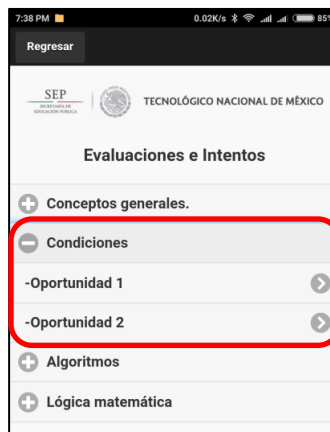 7:38 PM 0.02K/s 85%
Regresar
SEP
SECRETARÍA DE
EDUCACIÓN PÚBLICA
TECNOLÓGICO NACIONAL DE MÉXICO
Evaluaciones e Intentos
Conceptos generales.
Condiciones
-Oportunidad 1
-Oportunidad 2
Algoritmos
Lógica matemática